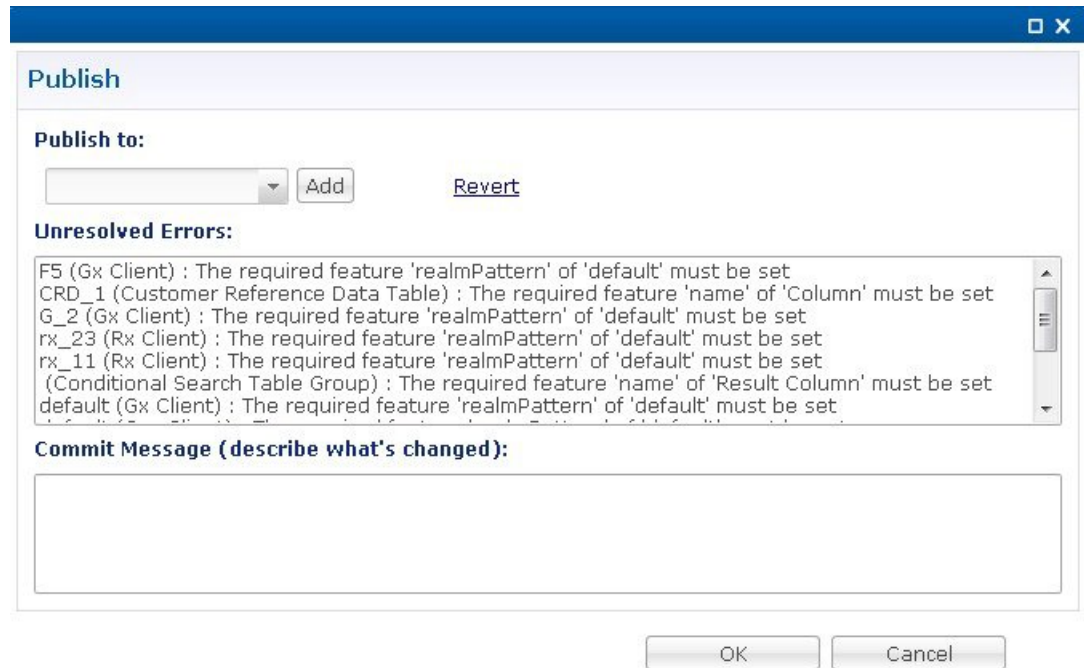 Publish
Publish to:
Add Revert
Unresolved Errors:
F5 (Gx Client) : The required feature 'realmPattern' of 'default' must be set
CRD_1 (Customer Reference Data Table) : The required feature 'name' of 'Column' must be set
G_2 (Gx Client) : The required feature 'realmPattern' of 'default' must be set
rx_23 (Rx Client) : The required feature 'realmPattern' of 'default' must be set
rx_11 (Rx Client) : The required feature 'realmPattern' of 'default' must be set
(Conditional Search Table Group) : The required feature 'name' of 'Result Column' must be set
default (Gx Client) : The required feature 'realmPattern' of 'default' must be set
Commit Message (describe what's changed):
OK Cancel